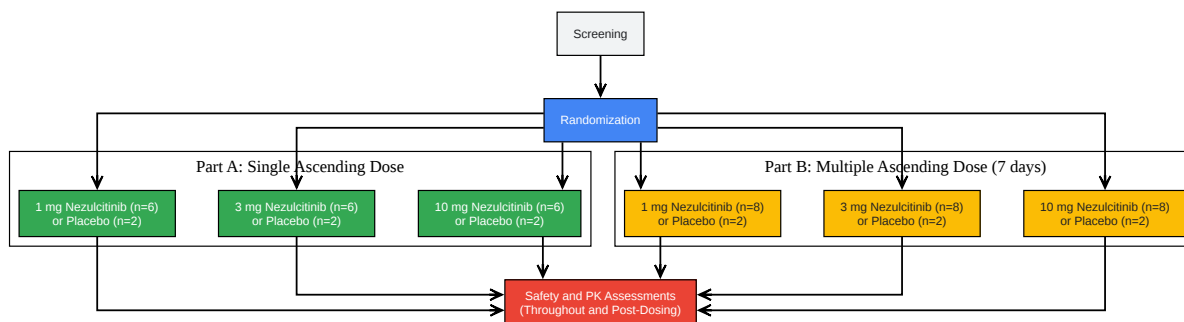 Screening
Randomization
Part A: Single Ascending Dose
Part B: Multiple Ascending Dose (7 days)
1 mg Nezulcitinib (n=6)
or Placebo (n=2)
3 mg Nezulcitinib (n=6)
or Placebo (n=2)
10 mg Nezulcitinib (n=6)
or Placebo (n=2)
1 mg Nezulcitinib (n=8)
or Placebo (n=2)
3 mg Nezulcitinib (n=8)
or Placebo (n=2)
10 mg Nezulcitinib (n=8)
or Placebo (n=2)
Safety and PK Assessments
(Throughout and Post-Dosing)